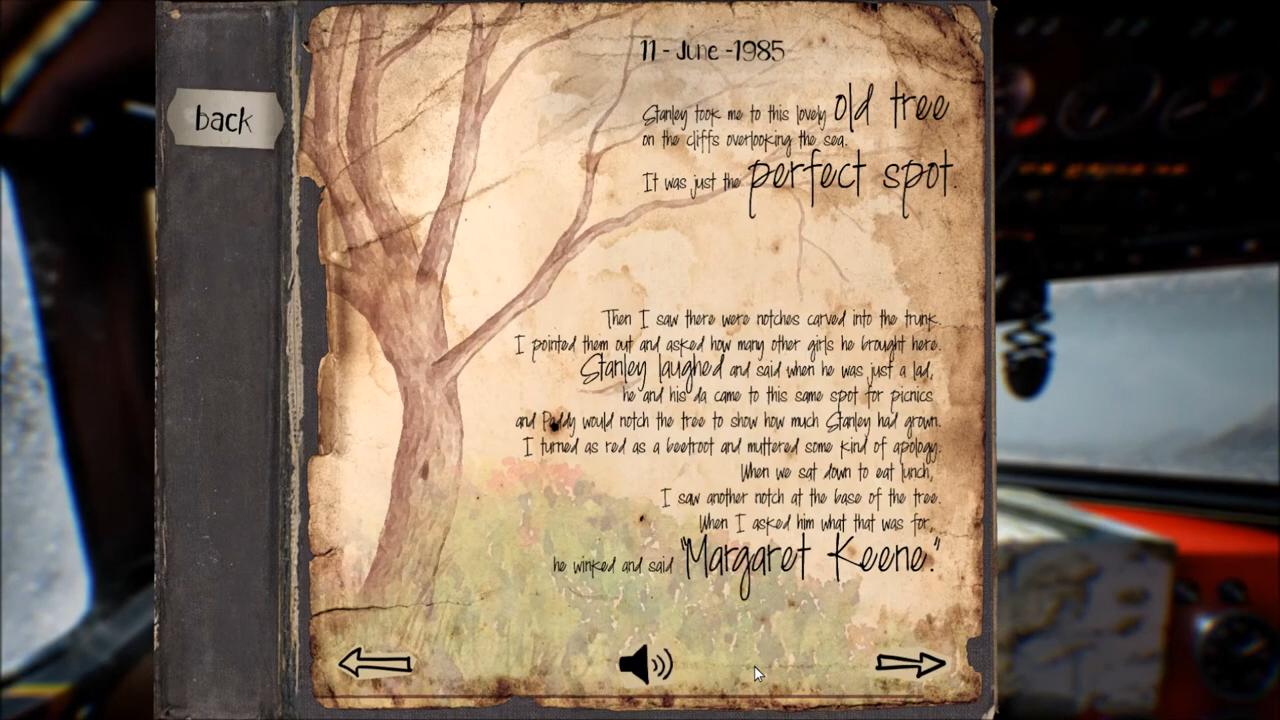 back
11 - June - 1985
Stanley took me to this lovely old tree
on the cliffs overlooking the sea.
It was just the perfect spot.
Then I saw there were notches carved into the trunk.
I pointed them out and asked how many other girls he brought here.
Stanley laughed and said when he was just a lad,
he and his da came to this same spot for picnics
and Paddy would notch the tree to show how much Stanley had grown.
I turned as red as a beetroot and muttered some kind of apology.
When we sat down to eat lunch,
I saw another notch at the base of the tree.
When I asked him what that was for,
he winked and said "Margaret Keene."